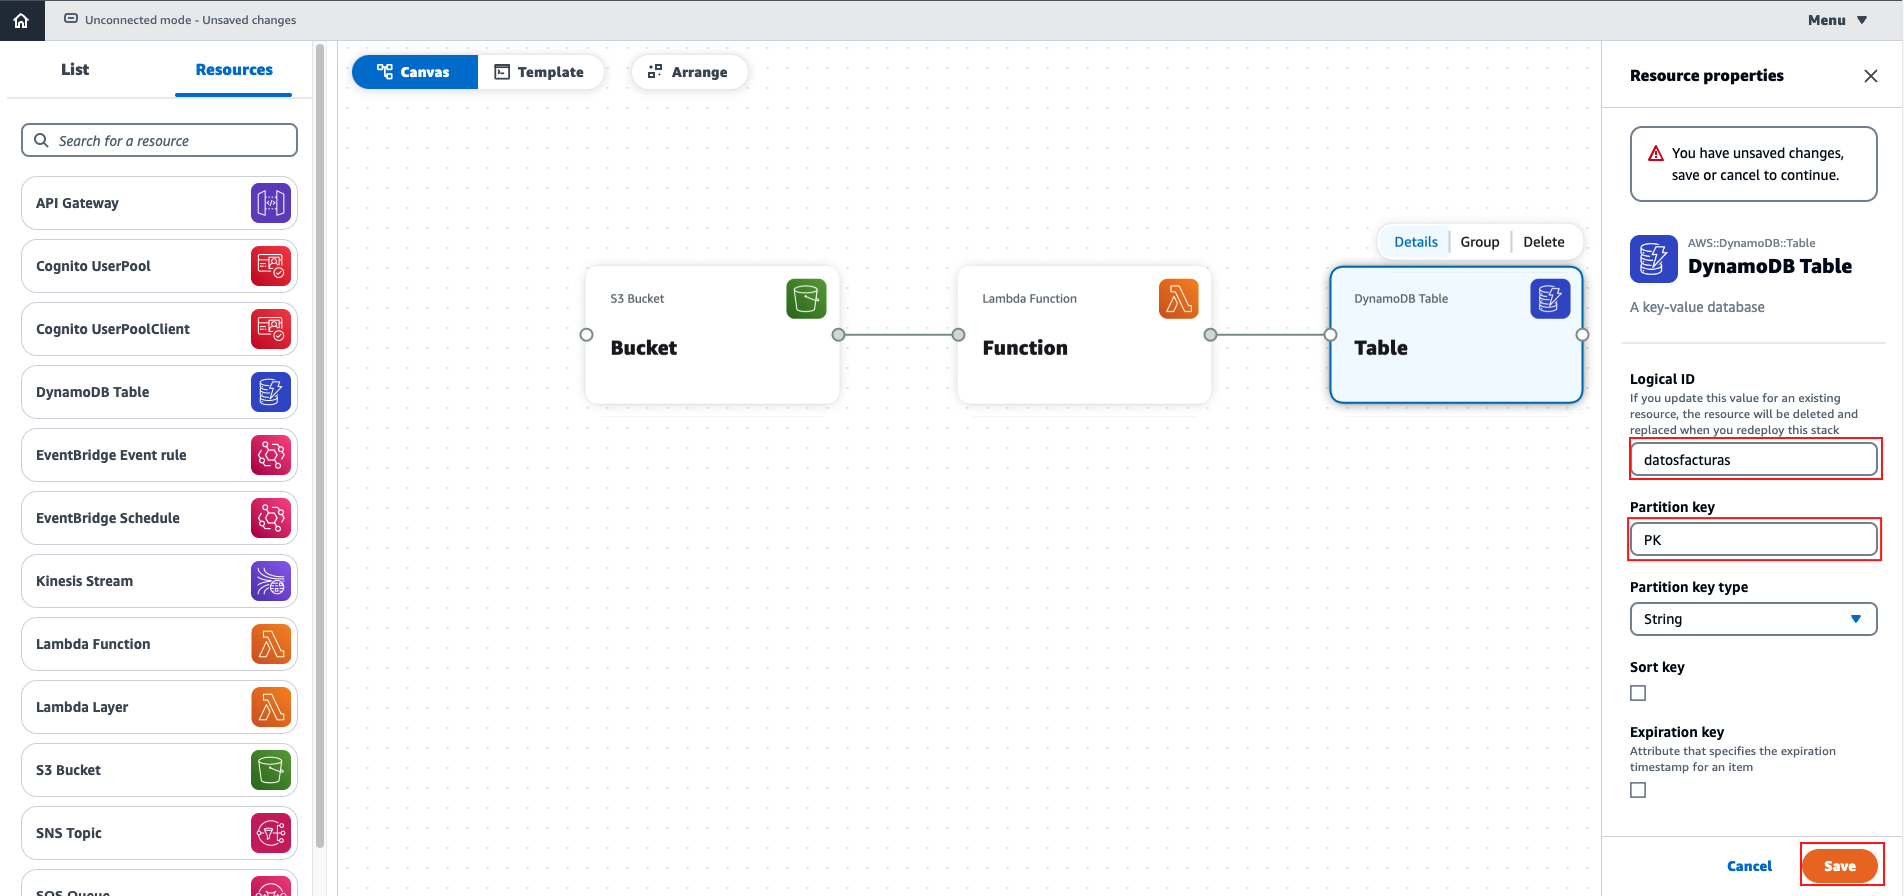 Unconnected mode - Unsaved changes
Menu
List
Resources
Search for a resource
API Gateway
Cognito UserPool
Cognito UserPoolClient
DynamoDB Table
EventBridge Event rule
EventBridge Schedule
Kinesis Stream
Lambda Function
Lambda Layer
S3 Bucket
SNS Topic
SQS Queue
Canvas
Template
Arrange
Details
Group
Delete
S3 Bucket
Bucket
Lambda Function
Function
DynamoDB Table
Table
Resource properties
You have unsaved changes,
save or cancel to continue.
AWS::DynamoDB::Table
DynamoDB Table
A key-value database
Logical ID
If you update this value for an existing
resource, the resource will be deleted and
replaced when you redeploy this stack
datosfacturas
Partition key
PK
Partition key type
String
Sort key
Expiration key
Attribute that specifies the expiration
timestamp for an item
Cancel
Save